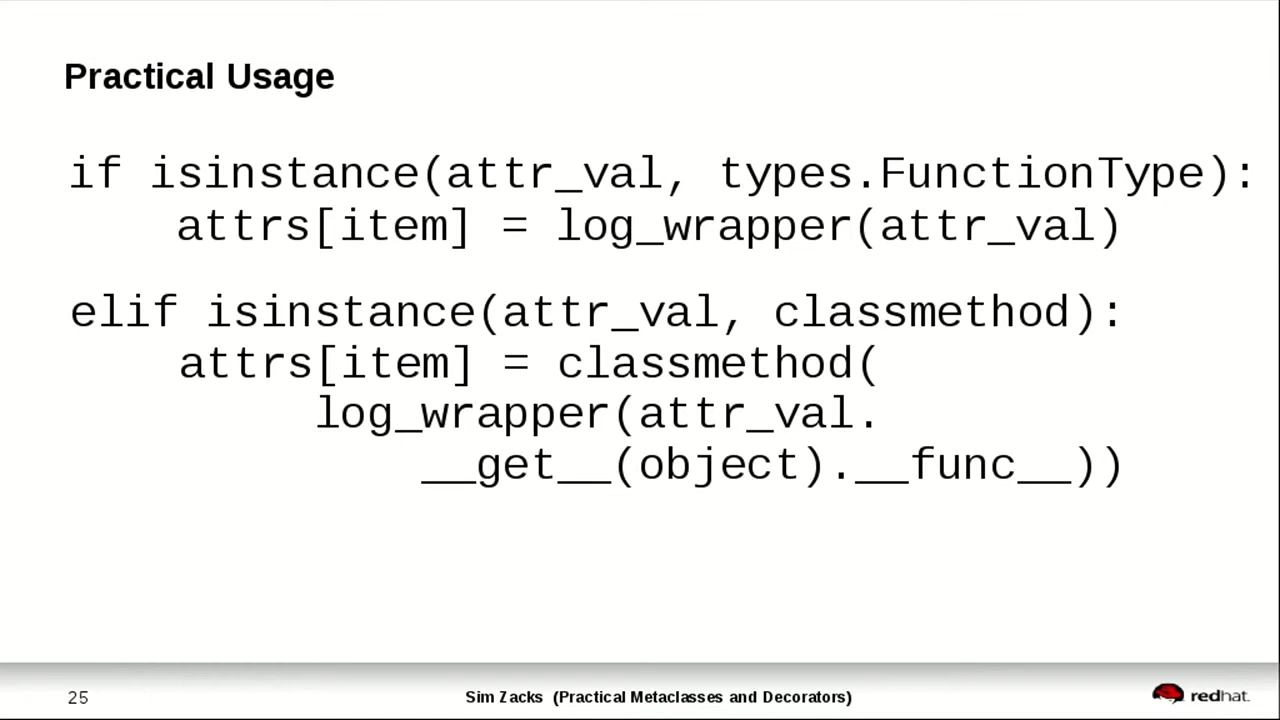 Practical Usage
if isinstance(attr_val, types.FunctionType):
    attrs[item] = log_wrapper(attr_val)
elif isinstance(attr_val, classmethod):
    attrs[item] = classmethod(
         log_wrapper(attr_val.
             __get__(object).__func__))
25
Sim Zacks (Practical Metaclasses and Decorators)
redhat.